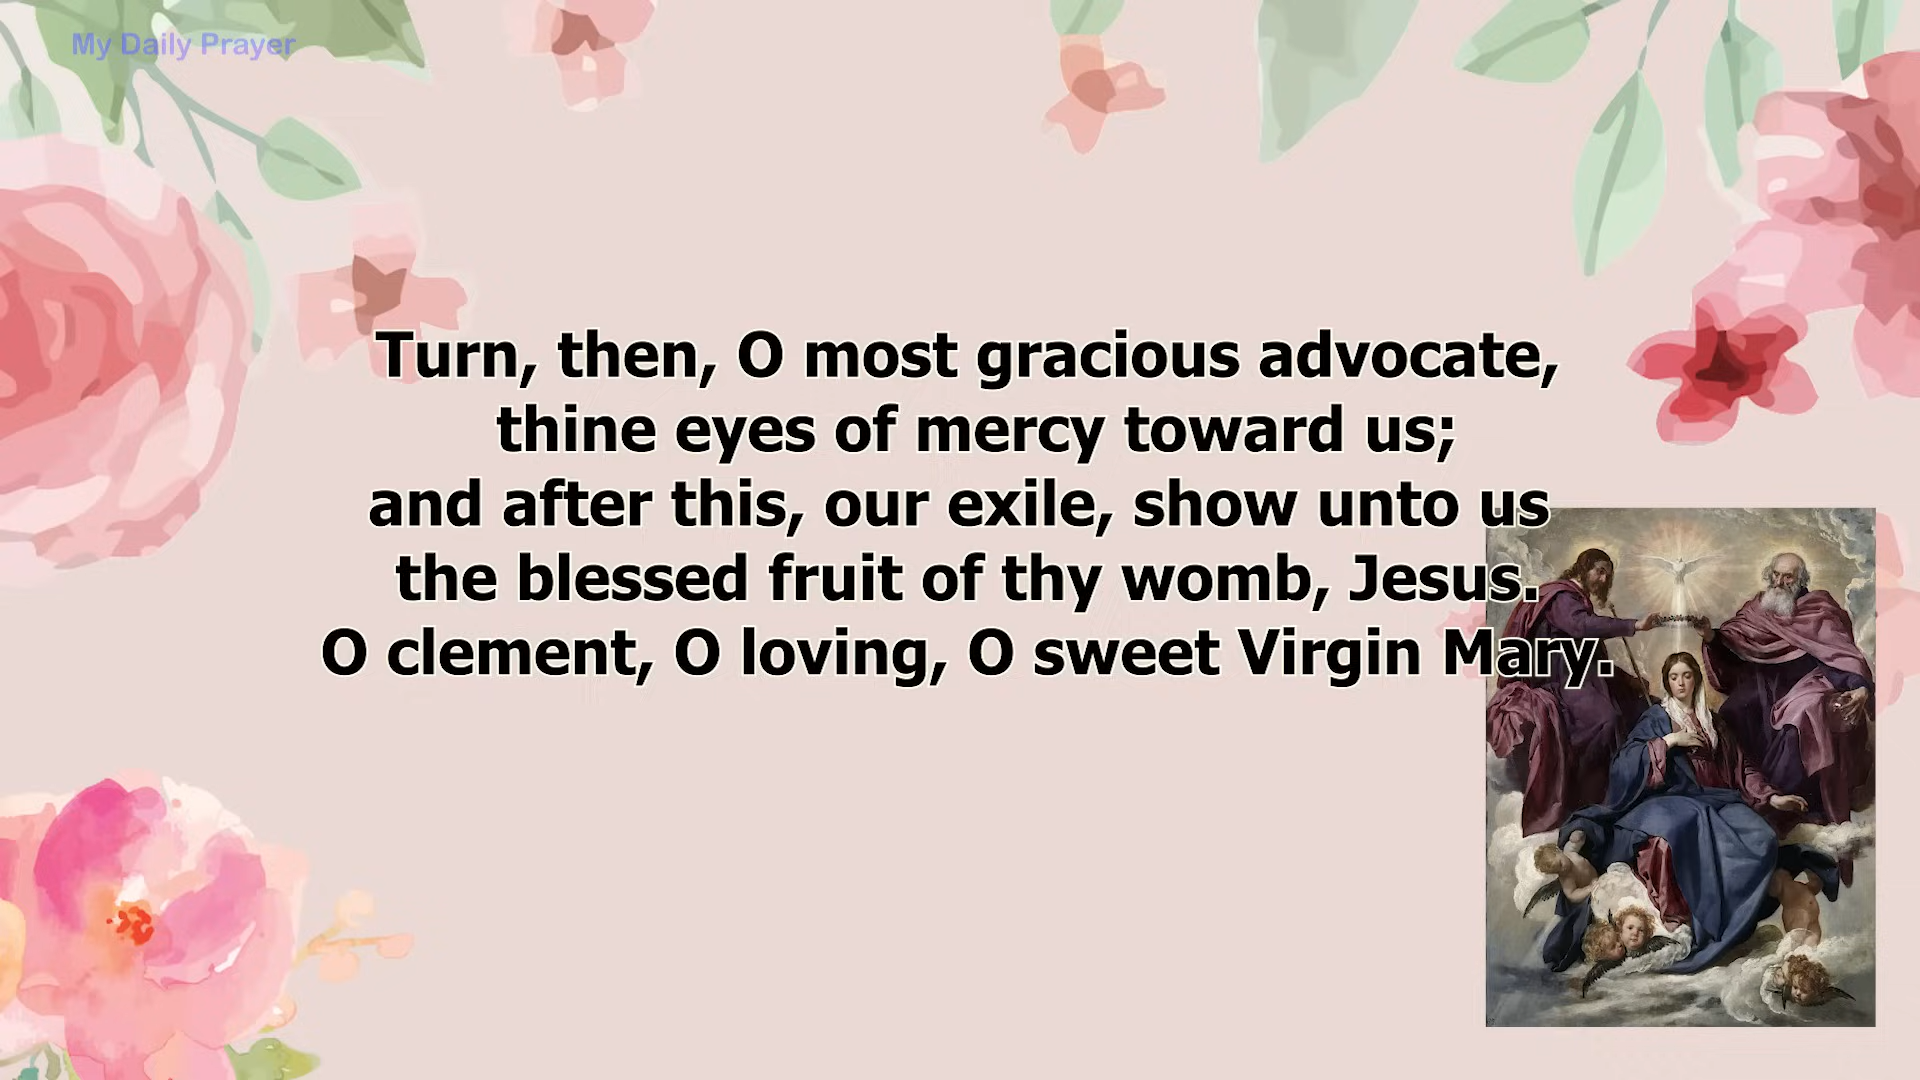 My Daily Prayer
Turn, then, O most gracious advocate,
thine eyes of mercy toward us;
and after this, our exile, show unto us
the blessed fruit of thy womb, Jesus.
O clement, O loving, O sweet Virgin Mary.